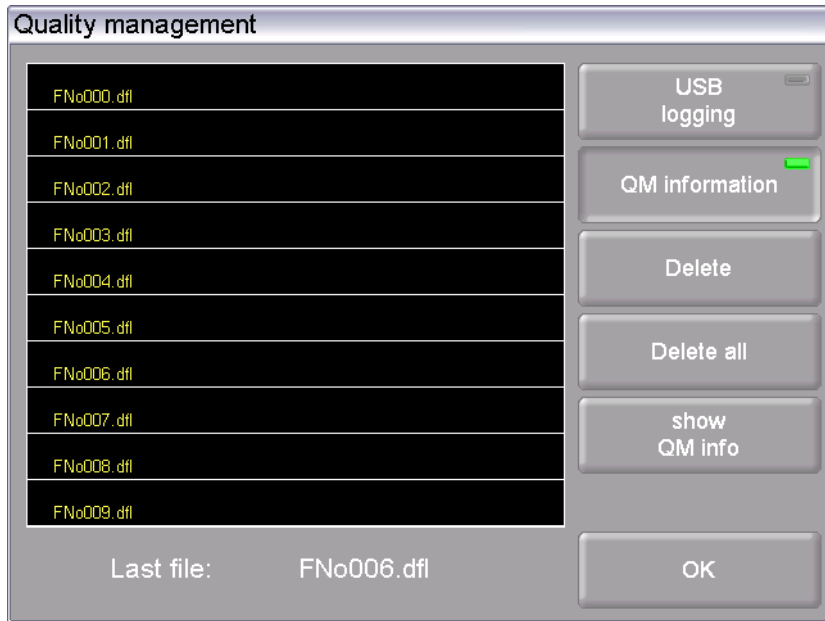 Quality management
FNo000.dfl
FNo001.dfl
FNo002.dfl
FNo003.dfl
FNo004.dfl
FNo005.dfl
FNo006.dfl
FNo007.dfl
FNo008.dfl
FNo009.dfl
Last file: FNo006.dfl
USB
logging
QM information
Delete
Delete all
show
QM info
OK